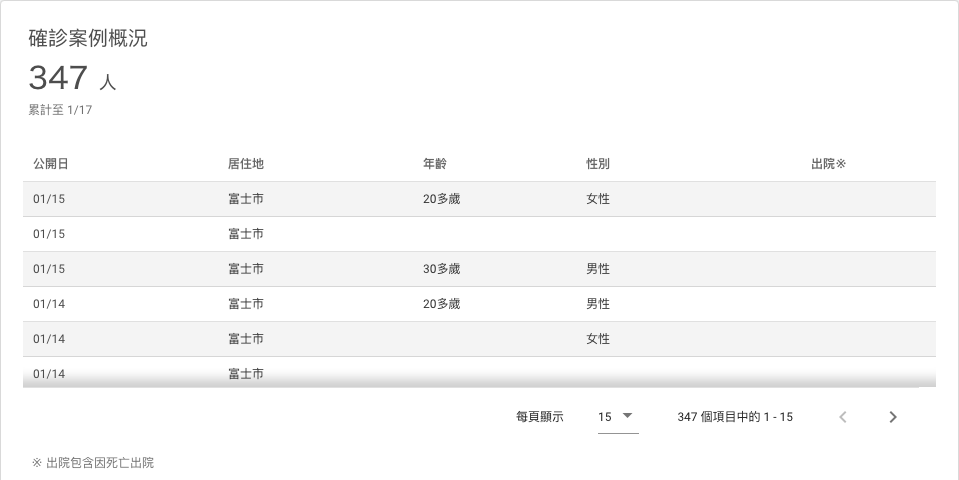 確診案例概況
347 人
累計至 1/17
公開日 居住地 年齡 性別 出院※
01/15 富士市 20多歲 女性
01/15 富士市
01/15 富士市 30多歲 男性
01/14 富士市 20多歲 男性
01/14 富士市 女性
01/14 富士市
每頁顯示 15 347 個項目中的 1 - 15
※ 出院包含因死亡出院